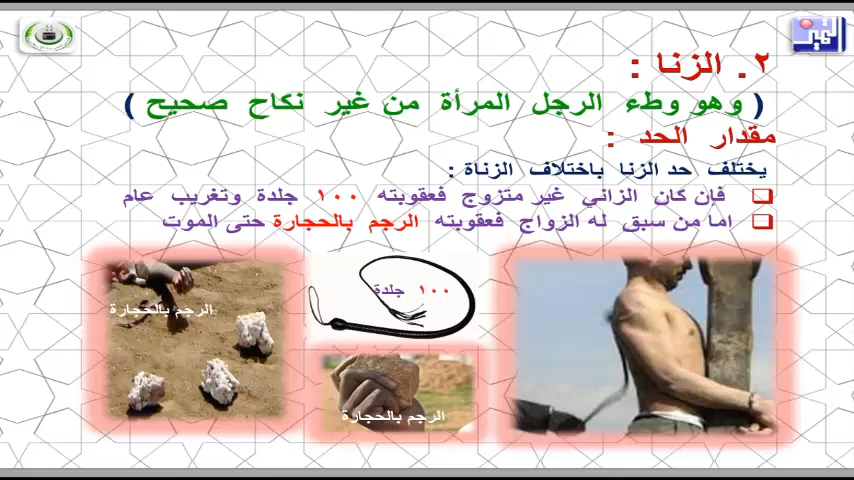 ٢ ـ الزنا :
( وهو وطء الرجل المرأة من غير نكاح صحيح )
مقدار الحد :
يختلف حد الزنا باختلاف الزناة :
فان كان الزاني غير متزوج فعقوبته ١٠٠ جلدة وتغريب عام
اما من سبق له الزواج فعقوبته الرجم بالحجارة حتى الموت
١٠٠ جلدة
الرجم بالحجارة
الرجم بالحجارة